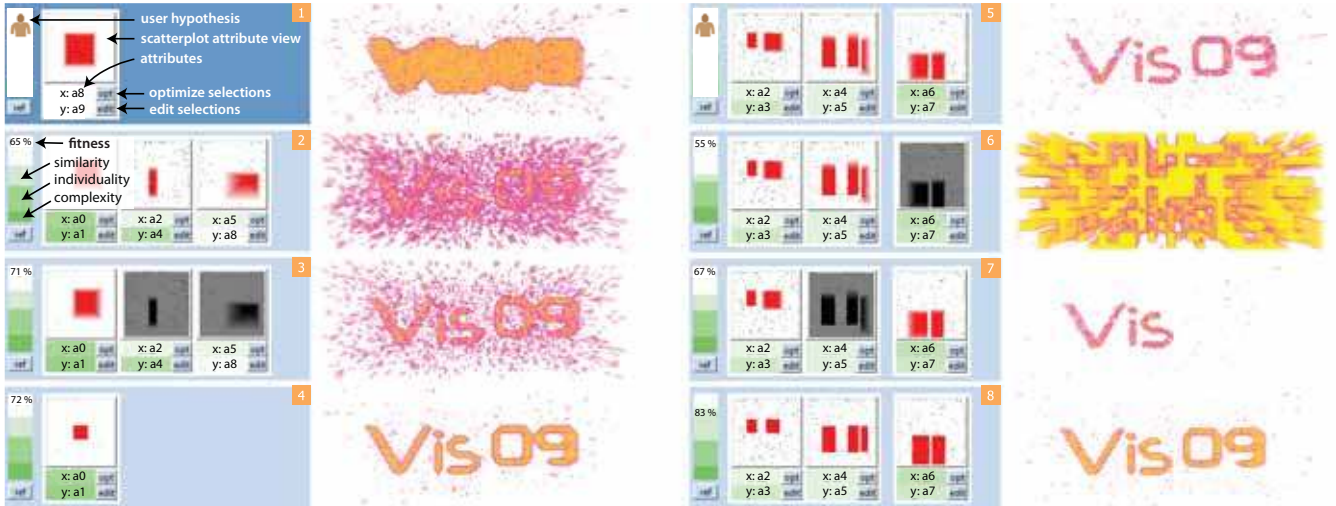 1
user hypothesis
scatterplot attribute view
attributes
x: a8 opt
optimize selections
ref
y: a9 edit
edit selections
2
65 %
fitness
similarity
individuality
complexity
x: a0 opt
x: a2 opt
x: a5 opt
ref
y: a1 edit
y: a4 edit
y: a8 edit
Vis 09
3
71 %
x: a0 opt
x: a2 opt
x: a5 opt
ref
y: a1 edit
y: a4 edit
y: a8 edit
Vis 09
4
72 %
x: a0 opt
ref
y: a1 edit
Vis 09
5
x: a2 opt
x: a4 opt
x: a6 opt
ref
y: a3 edit
y: a5 edit
y: a7 edit
Vis 09
6
55 %
x: a2 opt
x: a4 opt
x: a6 opt
ref
y: a3 edit
y: a5 edit
y: a7 edit
7
67 %
x: a2 opt
x: a4 opt
x: a6 opt
ref
y: a3 edit
y: a5 edit
y: a7 edit
Vis
8
83 %
x: a2 opt
x: a4 opt
x: a6 opt
ref
y: a3 edit
y: a5 edit
y: a7 edit
Vis 09